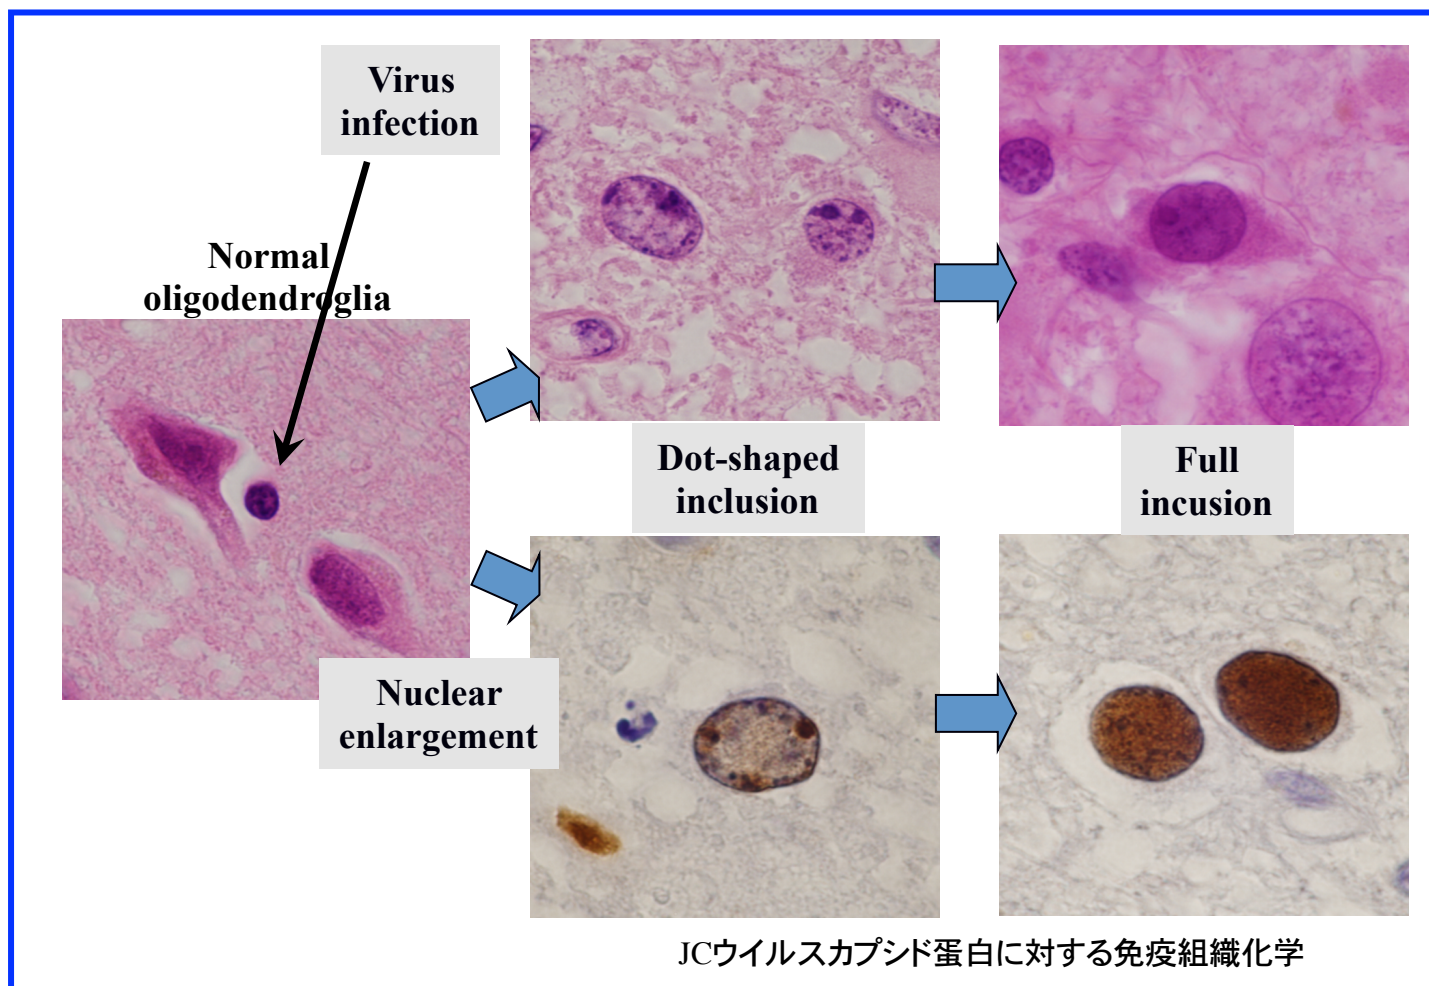 Virus
infection
Normal
oligodendroglia
Dot-shaped
inclusion
Full
incusion
Nuclear
enlargement
JCウイルスカプシド蛋白に対する免疫組織化学